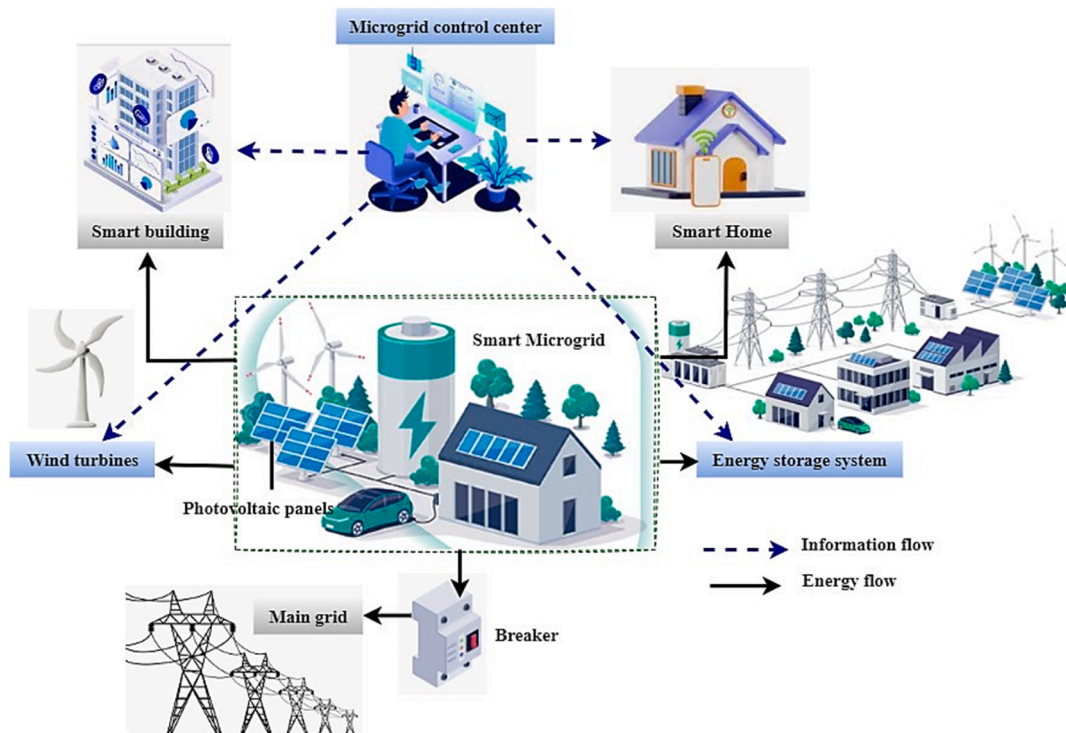 Microgrid control center
Smart building
Smart Home
Smart Microgrid
Wind turbines
Energy storage system
Photovoltaic panels
Information flow
Energy flow
Main grid
Breaker